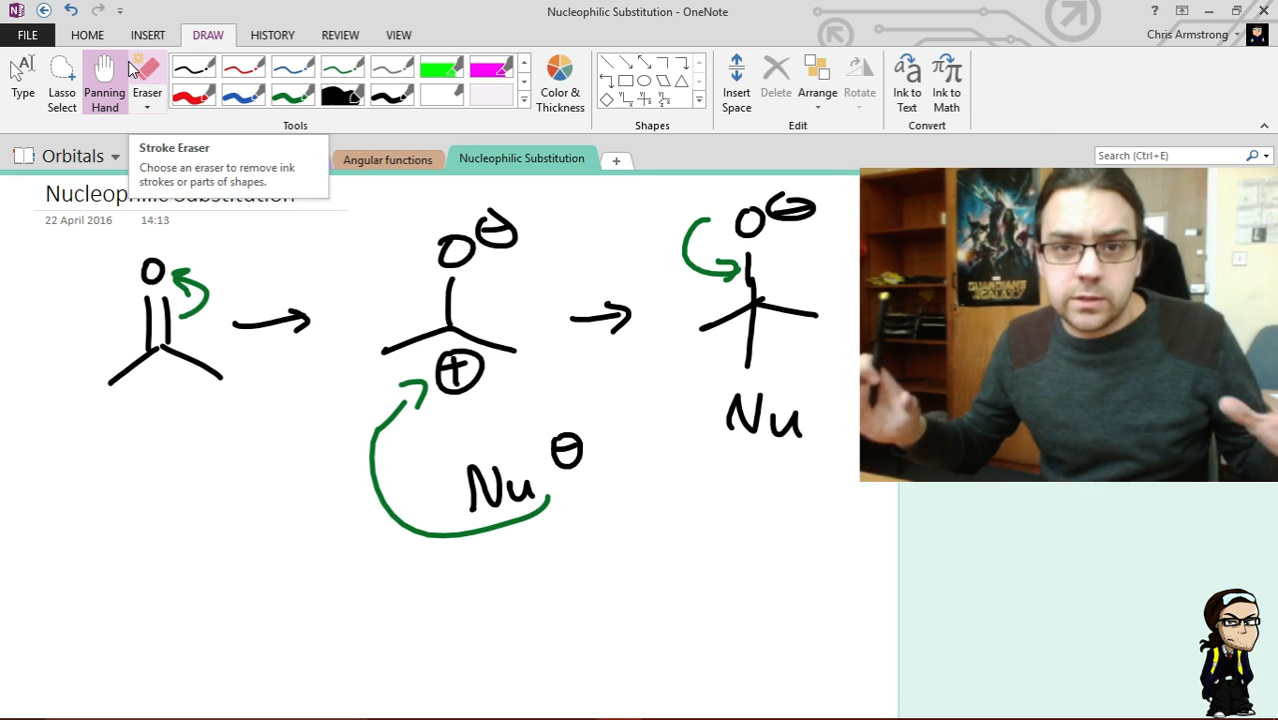 Nucleophilic Substitution - OneNote
Chris Armstrong
FILE HOME INSERT DRAW HISTORY REVIEW VIEW
Type
Lasso Select
Panning Hand
Eraser
Color & Thickness
Insert Space
Delete
Arrange
Rotate
Ink to Text
Ink to Math
Tools
Shapes
Edit
Convert
Stroke Eraser
Choose an eraser to remove ink
strokes or parts of shapes.
Orbitals
Angular functions
Nucleophilic Substitution
Search (Ctrl+E)
22 April 2016 14:13
O
O
O
Nu
Nu
GUARDIANS
GALAXY